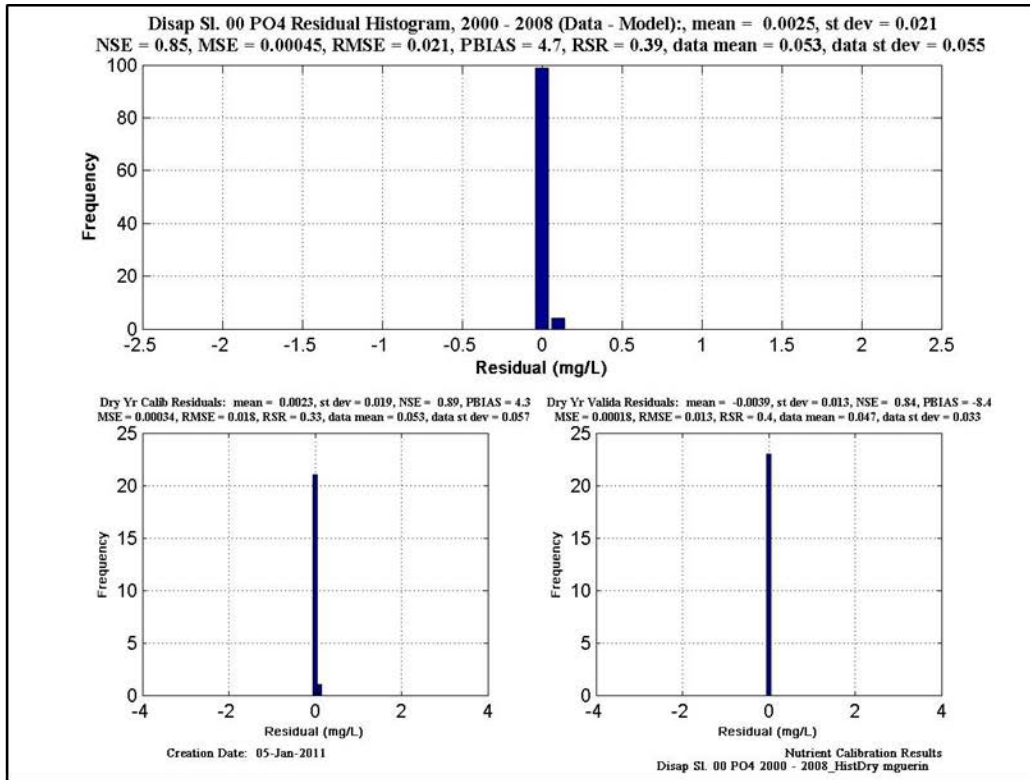 Disap Sl. 00 PO4 Residual Histogram, 2000 - 2008 (Data - Model):, mean = 0.0025, st dev = 0.021
NSE = 0.85, MSE = 0.00045, RMSE = 0.021, PBIAS = 4.7, RSR = 0.39, data mean = 0.053, data st dev = 0.055
100
80
60
40
20
0
Frequency
-2.5 -2 -1.5 -1 -0.5 0 0.5 1 1.5 2 2.5
Residual (mg/L)
Dry Yr Calib Residuals: mean = 0.0023, st dev = 0.019, NSE = 0.89, PBIAS = 4.3
MSE = 0.00034, RMSE = 0.018, RSR = 0.33, data mean = 0.053, data st dev = 0.057
25
20
15
10
5
0
Frequency
-4 -2 0 2 4
Residual (mg/L)
Creation Date: 05-Jan-2011
Dry Yr Valida Residuals: mean = -0.0039, st dev = 0.013, NSE = 0.84, PBIAS = -8.4
MSE = 0.00018, RMSE = 0.013, RSR = 0.4, data mean = 0.047, data st dev = 0.033
25
20
15
10
5
0
Frequency
-4 -2 0 2 4
Residual (mg/L)
Nutrient Calibration Results
Disap Sl. 00 PO4 2000 - 2008_HistDry mguerin